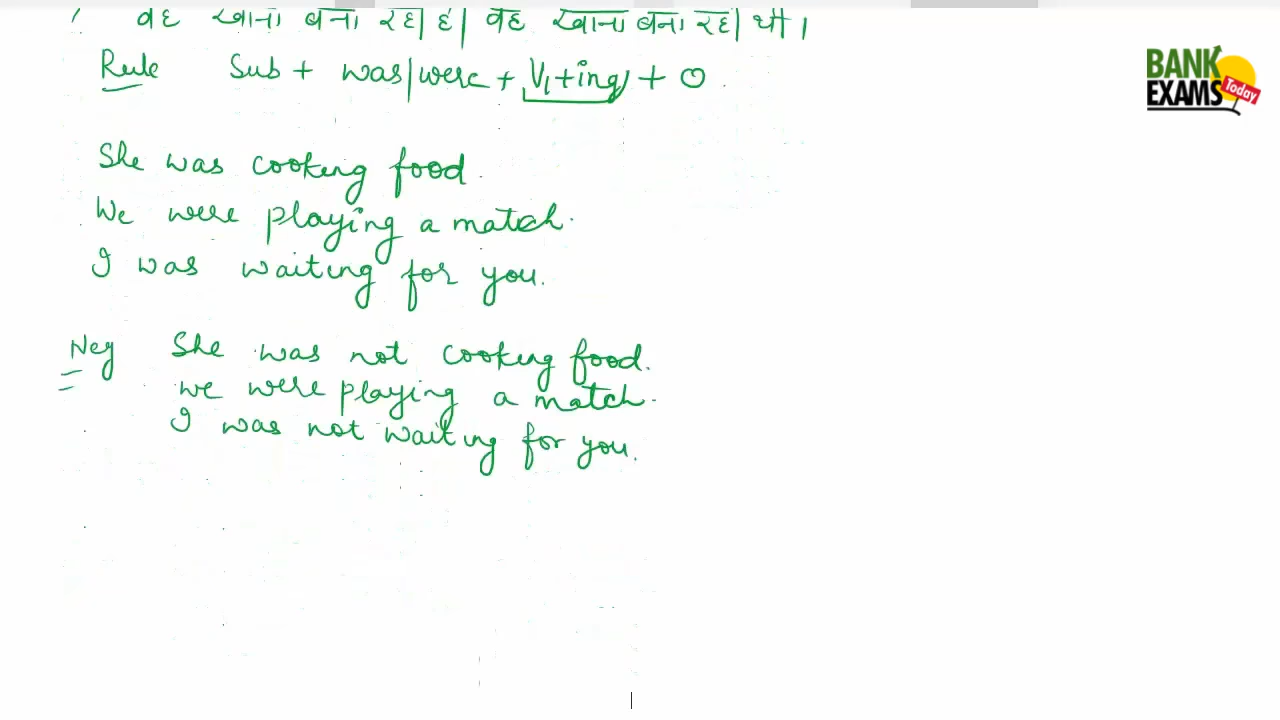 वह खाना बना रहा है| वह खाना बना रहा था।
Rule Sub + was/were + V1+ing + O
BANK EXAMS Today
She was cooking food
We were playing a match.
I was waiting for you.
Neg She was not cooking food.
we were playing a match.
I was not waiting for you.